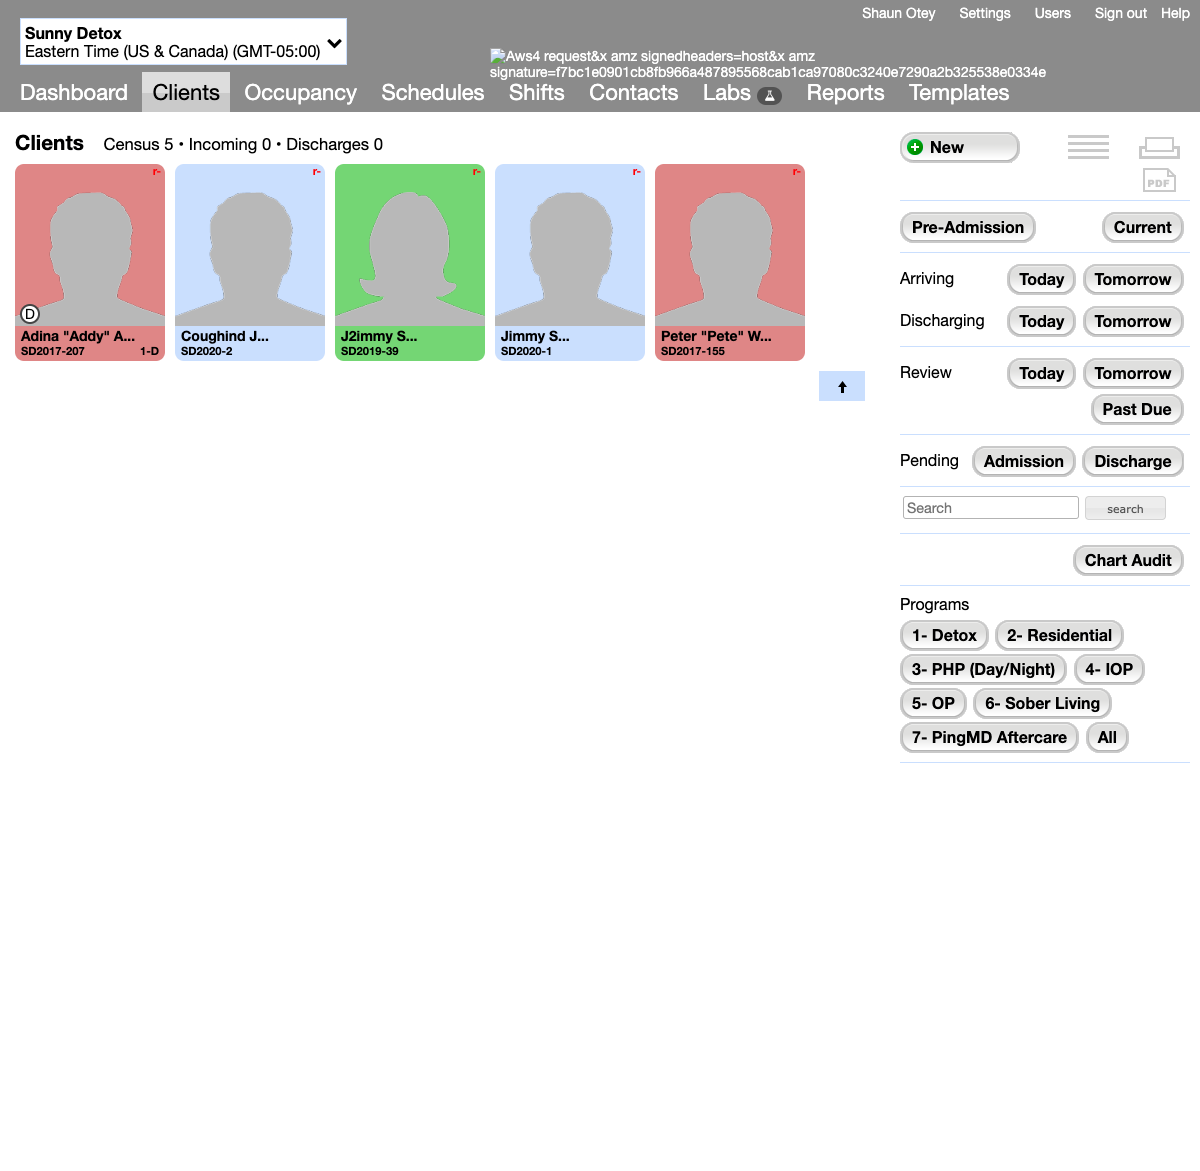 Shaun Otey Settings Users Sign out Help
Sunny Detox
Eastern Time (US & Canada) (GMT-05:00)
Aws4 request&x amz signedheaders=host&x amz
signature=f7bc1e0901cb8fb966a487895568cab1ca97080c3240e7290a2b325538e0334e
Dashboard Clients Occupancy Schedules Shifts Contacts Labs Reports Templates
Clients Census 5 • Incoming 0 • Discharges 0
r- r- r- r- r-
D
Adina "Addy" A... Coughind J... J2immy S... Jimmy S... Peter "Pete" W...
SD2017-207 1-D SD2020-2 SD2019-39 SD2020-1 SD2017-155
New
PDF
Pre-Admission Current
Arriving Today Tomorrow
Discharging Today Tomorrow
Review Today Tomorrow
Past Due
Pending Admission Discharge
Search search
Chart Audit
Programs
1- Detox 2- Residential
3- PHP (Day/Night) 4- IOP
5- OP 6- Sober Living
7- PingMD Aftercare All